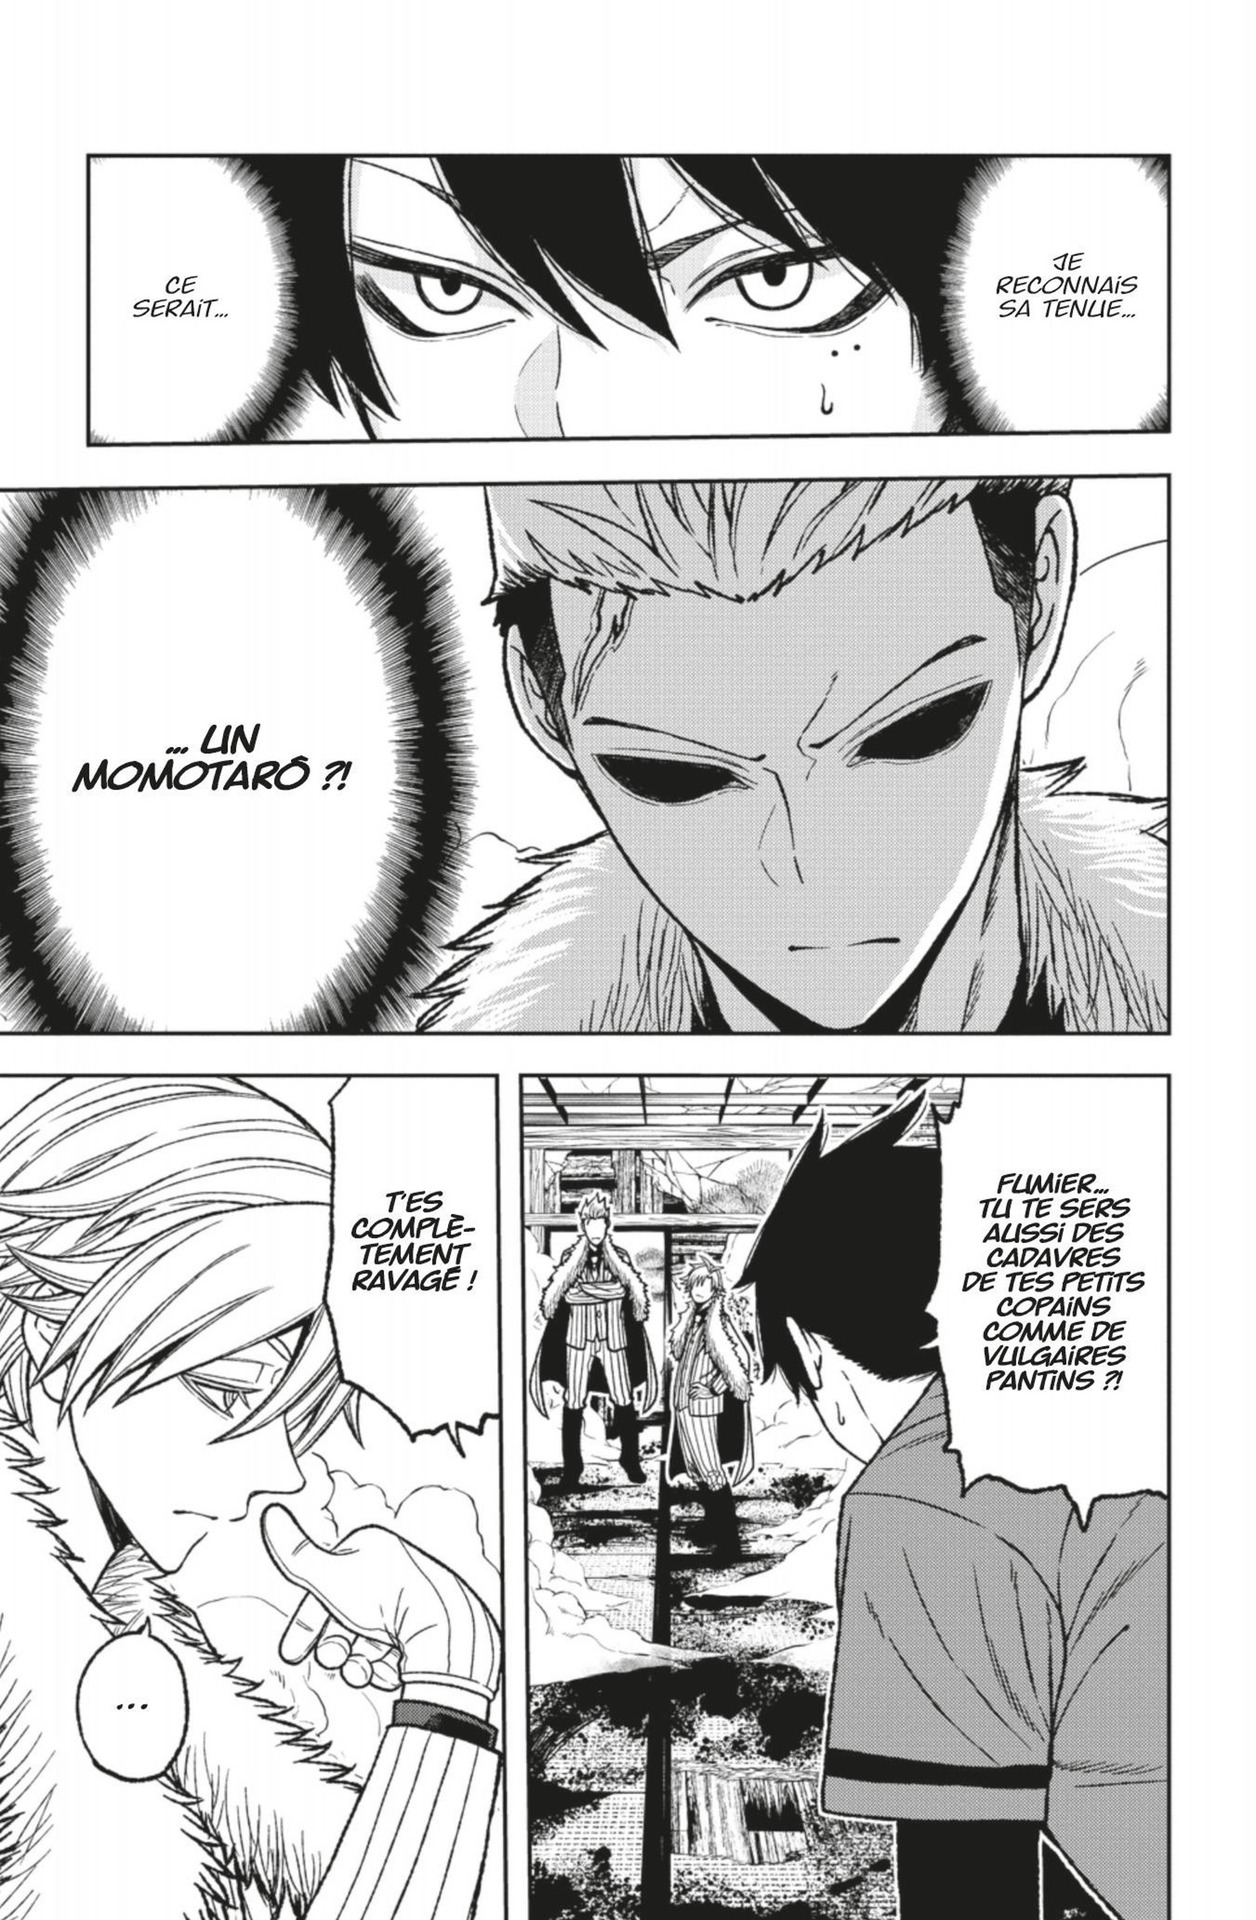 JE
RECONNAIS
SA TENUE...
CE
SERAIT...
... UN
MOMOTARÔ ?!
FUMIER...
TU TE SERS
AUSSI DES
CADAVRES
DE TES PETITS
COPAINS
COMME DE
VULGAIRES
PANTINS ?!
T'ES
COMPLÈ-
TEMENT
RAVAGÉ !
...